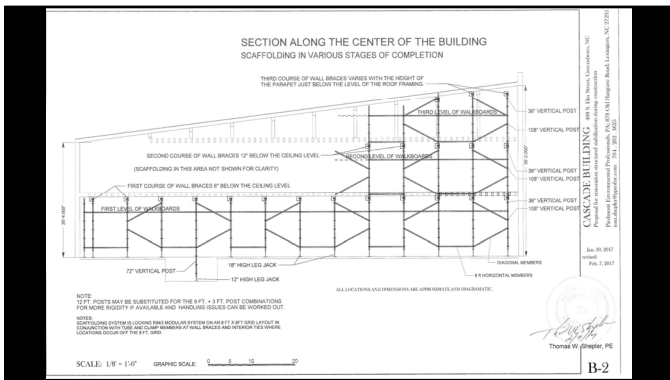 SECTION ALONG THE CENTER OF THE BUILDING
SCAFFOLDING IN VARIOUS STAGES OF COMPLETION
THIRD COURSE OF WALL BRACES VARIES WITH THE HEIGHT OF
THE PARAPET JUST BELOW THE LEVEL OF THE ROOF FRAMING.
THIRD LEVEL OF WALKBOARDS
36" VERTICAL POST
108" VERTICAL POST
SECOND COURSE OF WALL BRACES 12" BELOW THE CEILING LEVEL
SECOND LEVEL OF WALKBOARDS
(SCAFFOLDING IN THIS AREA NOT SHOWN FOR CLARITY)
36" VERTICAL POST
108" VERTICAL POST
FIRST COURSE OF WALL BRACES 6" BELOW THE CEILING LEVEL
FIRST LEVEL OF WALKBOARDS
36" VERTICAL POST
108" VERTICAL POST
72" VERTICAL POST
18" HIGH LEG JACK
12" HIGH LEG JACK
DIAGONAL MEMBERS
8 ft HORIZONTAL MEMBERS
ALL LOCATIONS AND DIMENSIONS ARE APPROXIMATE AND DIAGRAMATIC.
NOTE:
12 FT. POSTS MAY BE SUBSTITUTED FOR THE 9 FT. + 3 FT. POST COMBINATIONS
FOR MORE RIGIDITY IF AVAILABLE AND HANDLING ISSUES CAN BE WORKED OUT.
NOTES:
SCAFFOLDING SYSTEM IS LOCKING RING MODULAR SYSTEM ON AN 8 FT X 8FT GRID LAYOUT IN
CONJUNCTION WITH TUBE AND CLAMP MEMBERS AT WALL BRACES AND INTERIOR TIES WHERE
LOCATIONS OCCUR OFF THE 8 FT. GRID.
SCALE: 1/8" = 1'-0"
GRAPHIC SCALE:
0 5 10 20
CASCADE BUILDING
Greensboro, NC
Proposal for renovation structural stabilization during construction
Piedmont Environmental Professionals, PA; 878 Old Hargrave Road; Lexington, NC 27295
Jan. 30, 2017
revised:
Feb. 7, 2017
Thomas W. Shepler, PE
B-2